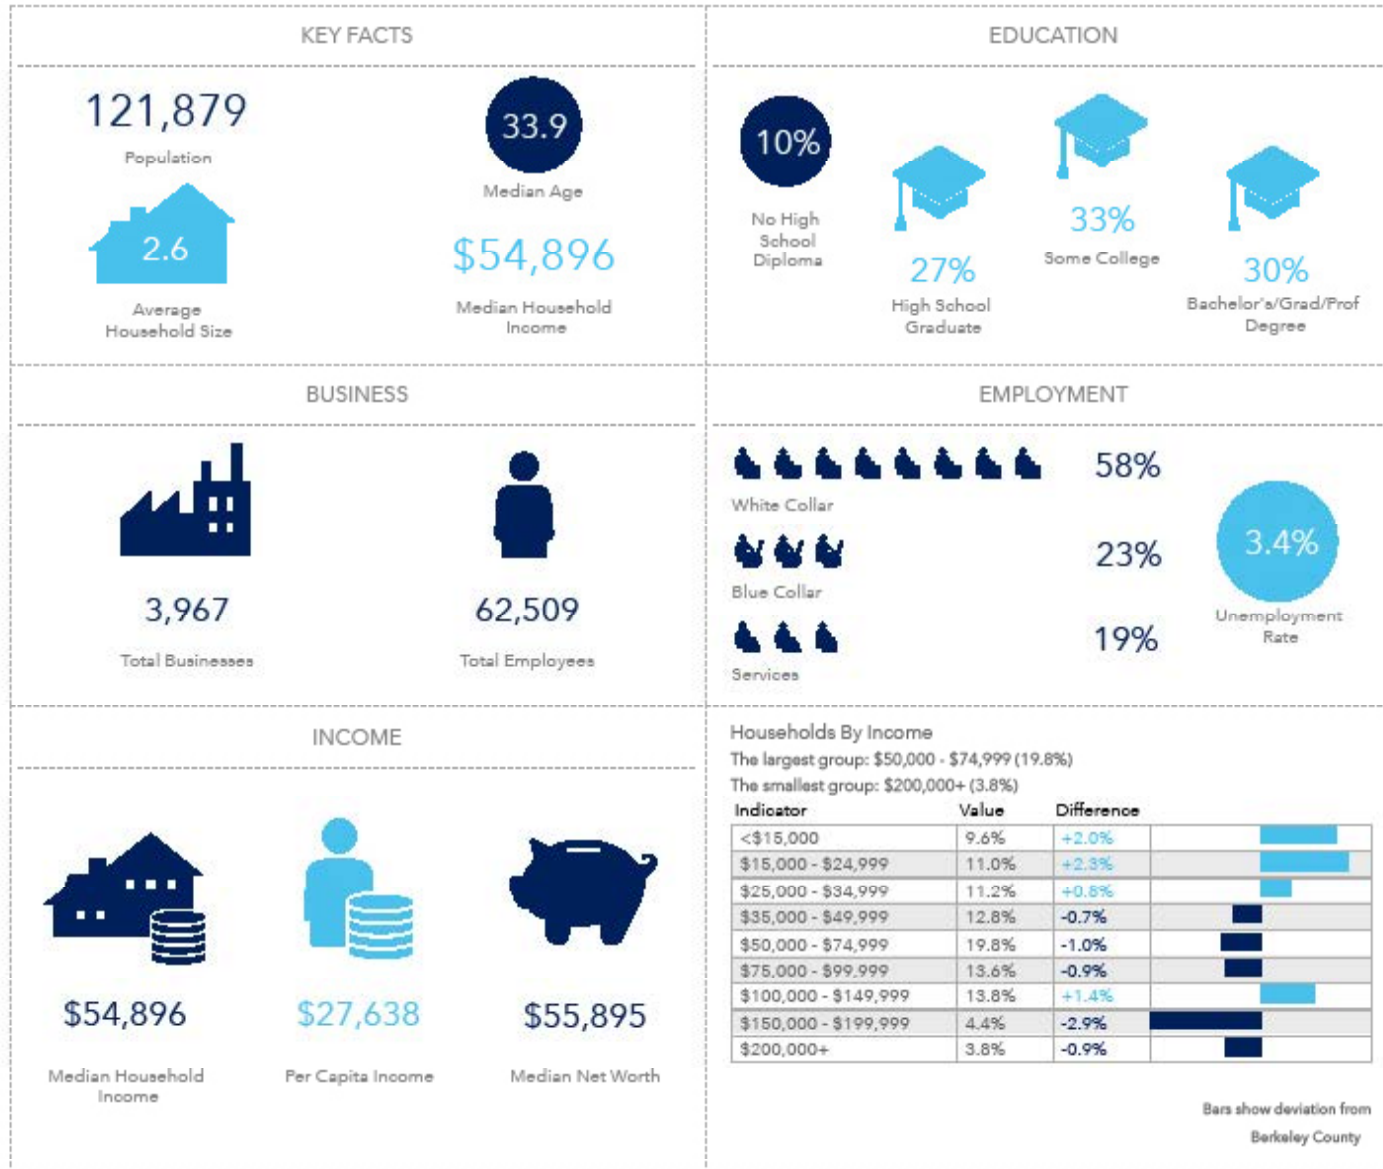 KEY FACTS
121,879
Population
33.9
Median Age
2.6
Average
Household Size
$54,896
Median Household
Income
EDUCATION
10%
No High
School
Diploma
27%
High School
Graduate
33%
Some College
30%
Bachelor's/Grad/Prof
Degree
BUSINESS
3,967
Total Businesses
62,509
Total Employees
EMPLOYMENT
58%
White Collar
23%
Blue Collar
19%
Services
3.4%
Unemployment
Rate
INCOME
$54,896
Median Household
Income
$27,638
Per Capita Income
$55,895
Median Net Worth
Households By Income
The largest group: $50,000 - $74,999 (19.8%)
The smallest group: $200,000+ (3.8%)
Indicator Value Difference
<$15,000 9.6% +2.0%
$15,000 - $24,999 11.0% +2.3%
$25,000 - $34,999 11.2% +0.8%
$35,000 - $49,999 12.8% -0.7%
$50,000 - $74,999 19.8% -1.0%
$75,000 - $99,999 13.6% -0.9%
$100,000 - $149,999 13.8% +1.4%
$150,000 - $199,999 4.4% -2.9%
$200,000+ 3.8% -0.9%
Bars show deviation from
Berkeley County